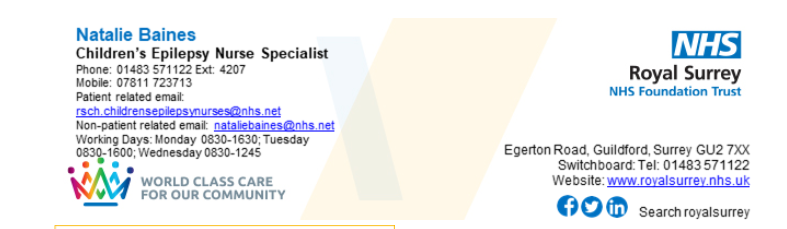 Natalie Baines
Children's Epilepsy Nurse Specialist
Phone: 01483 571122 Ext: 4207
Mobile: 07811 723713
Patient related email:
rsch.childrensepilepsynurses@nhs.net
Non-patient related email: nataliebaines@nhs.net
Working Days: Monday 0830-1630; Tuesday
0830-1600; Wednesday 0830-1245
WORLD CLASS CARE
FOR OUR COMMUNITY
NHS
Royal Surrey
NHS Foundation Trust
Egerton Road, Guildford, Surrey GU2 7XX
Switchboard: Tel: 01483 571122
Website: www.royalsurrey.nhs.uk
Search royalsurrey